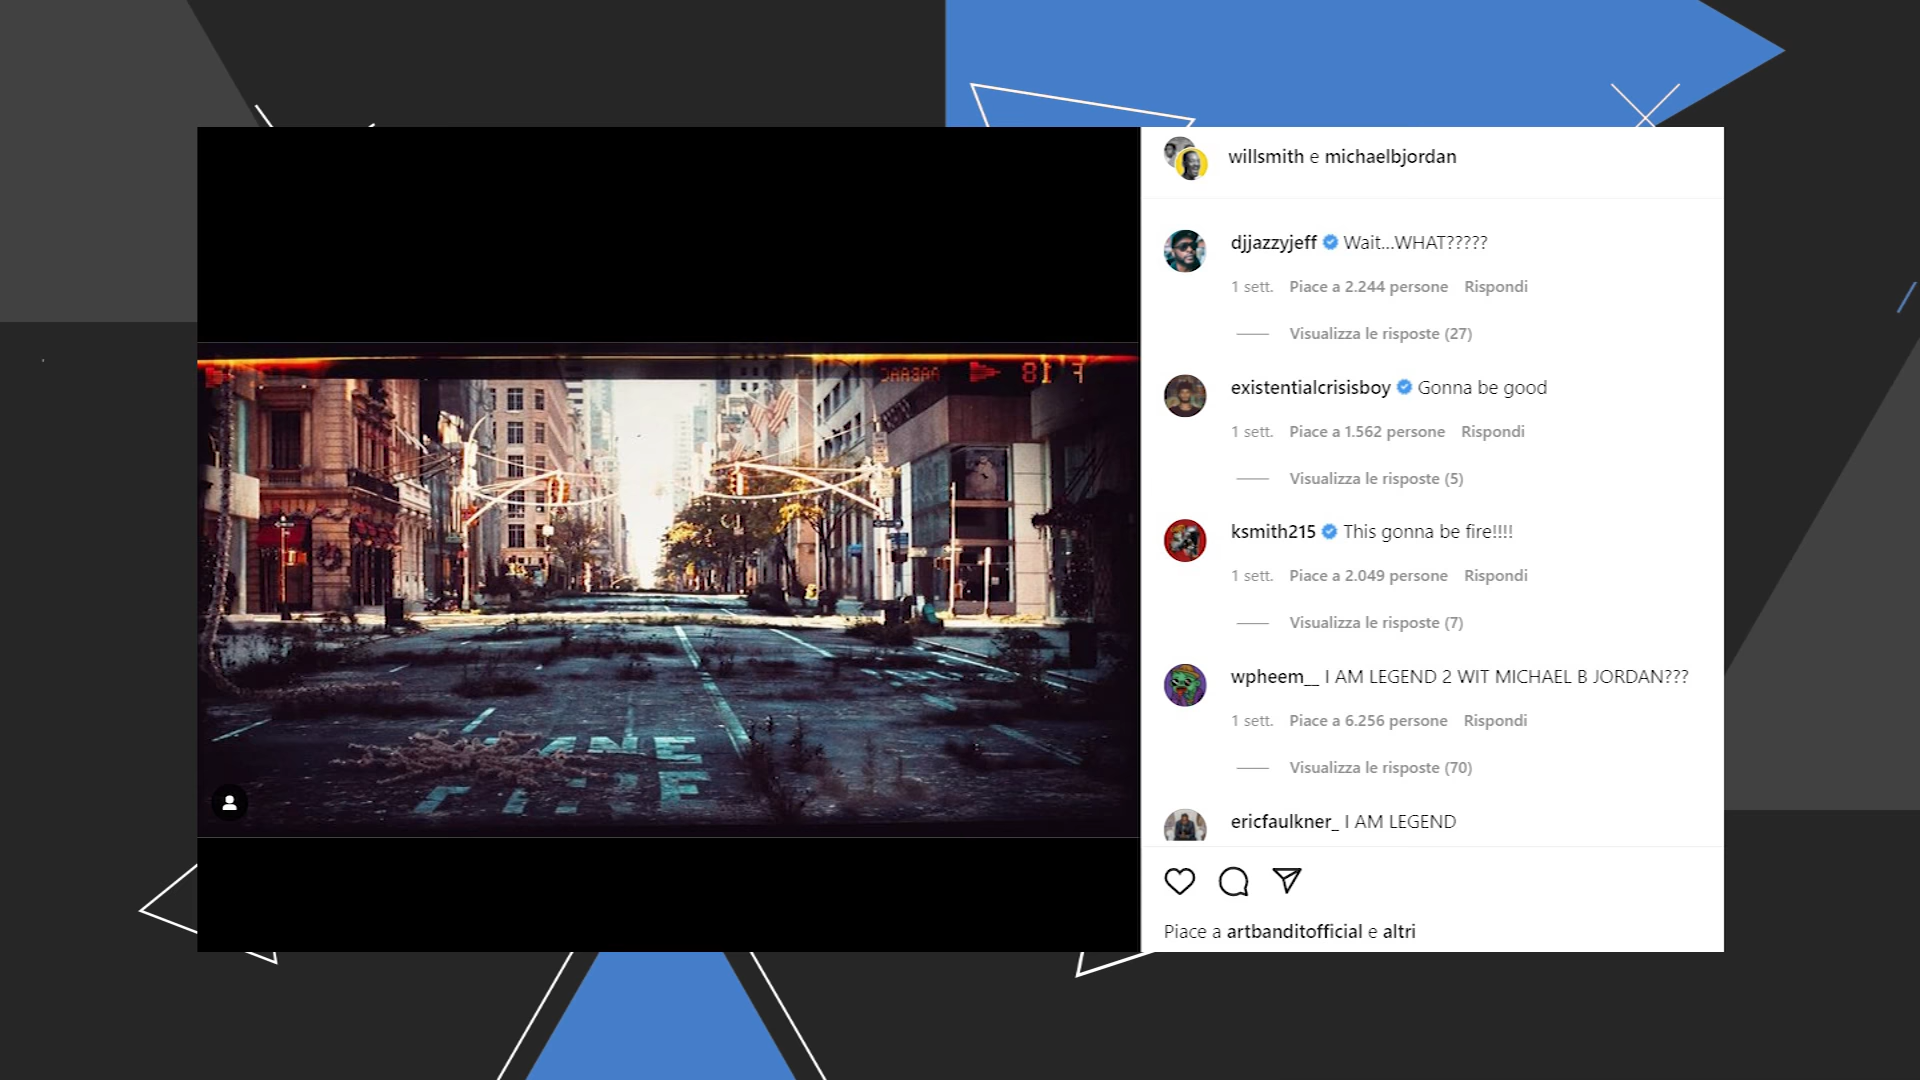 willsmith e michaelbjordan
djjazzyjeff Wait...WHAT?????
1 sett. Piace a 2.244 persone Rispondi
Visualizza le risposte (27)
existentialcrisisboy Gonna be good
1 sett. Piace a 1.562 persone Rispondi
Visualizza le risposte (5)
ksmith215 This gonna be fire!!!!
1 sett. Piace a 2.049 persone Rispondi
Visualizza le risposte (7)
wpheem__ I AM LEGEND 2 WIT MICHAEL B JORDAN???
1 sett. Piace a 6.256 persone Rispondi
Visualizza le risposte (70)
ericfaulkner_ I AM LEGEND
Piace a artbanditofficial e altri